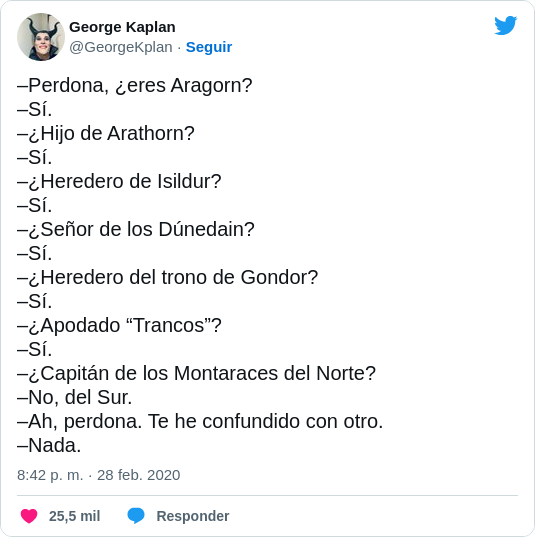 George Kaplan
@GeorgeKplan · Seguir
–Perdona, ¿eres Aragorn?
–Sí.
–¿Hijo de Arathorn?
–Sí.
–¿Heredero de Isildur?
–Sí.
–¿Señor de los Dúnedain?
–Sí.
–¿Heredero del trono de Gondor?
–Sí.
–¿Apodado “Trancos”?
–Sí.
–¿Capitán de los Montaraces del Norte?
–No, del Sur.
–Ah, perdona. Te he confundido con otro.
–Nada.
8:42 p. m. · 28 feb. 2020
25,5 mil Responder